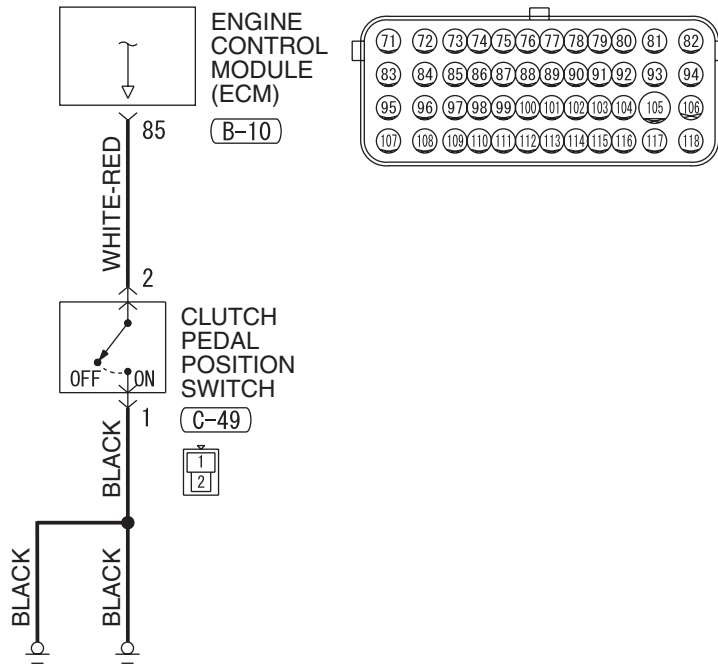 ENGINE
CONTROL
MODULE
(ECM)
B-10
85
WHITE-RED
2
CLUTCH
PEDAL
POSITION
SWITCH
OFF ON
1
C-49
1
2
BLACK
BLACK
BLACK
71 72 73 74 75 76 77 78 79 80 81 82
83 84 85 86 87 88 89 90 91 92 93 94
95 96 97 98 99 100 101 102 103 104 105 106
107 108 109 110 111 112 113 114 115 116 117 118